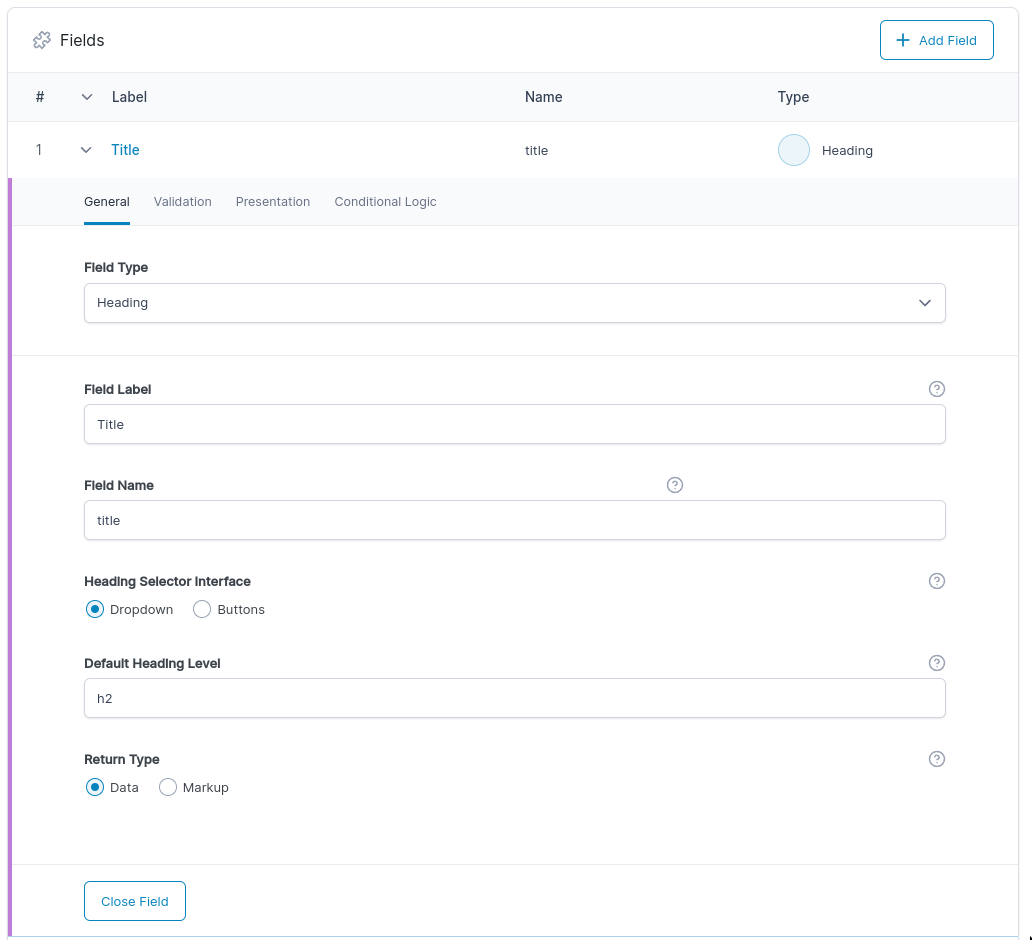 Fields
Add Field
# Label Name Type
1 Title title Heading
General Validation Presentation Conditional Logic
Field Type
Heading
Field Label
Title
Field Name
title
Heading Selector Interface
Dropdown Buttons
Default Heading Level
h2
Return Type
Data Markup
Close Field